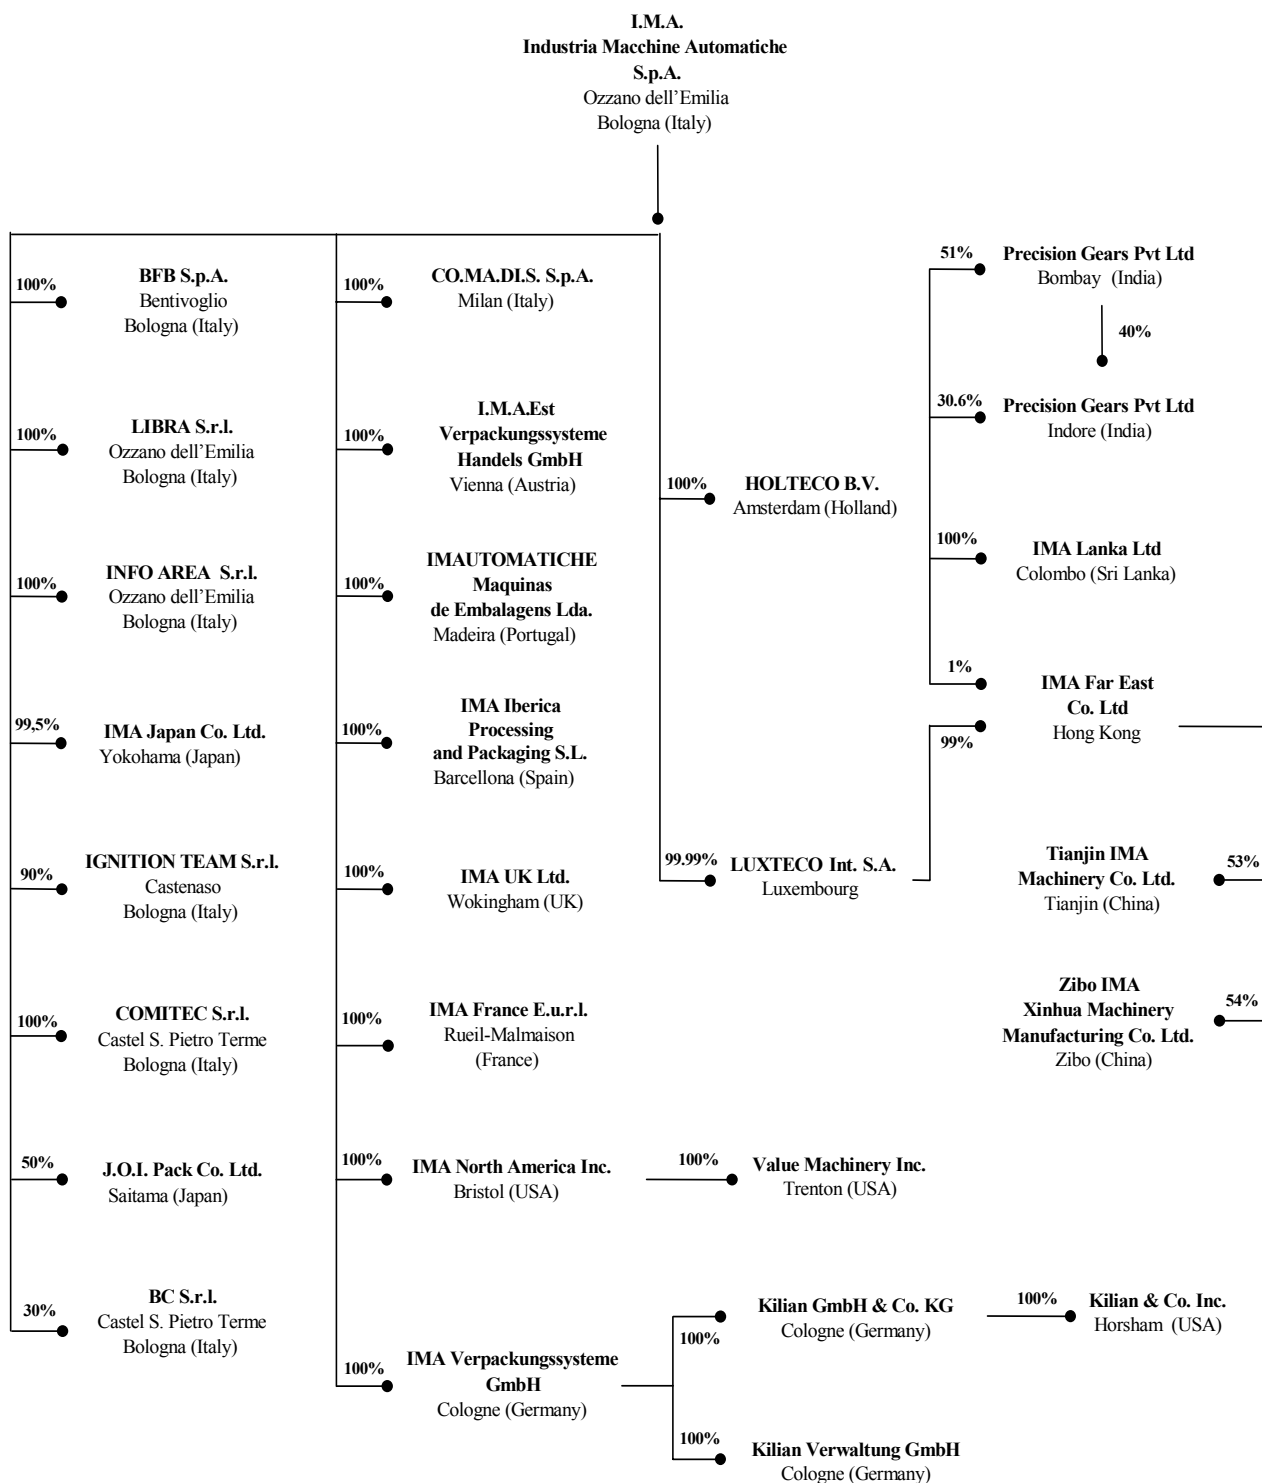 I.M.A.
Industria Macchine Automatiche
S.p.A.
Ozzano dell’Emilia
Bologna (Italy)
100%
BFB S.p.A.
Bentivoglio
Bologna (Italy)
100%
LIBRA S.r.l.
Ozzano dell’Emilia
Bologna (Italy)
100%
INFO AREA S.r.l.
Ozzano dell’Emilia
Bologna (Italy)
99,5%
IMA Japan Co. Ltd.
Yokohama (Japan)
90%
IGNITION TEAM S.r.l.
Castenaso
Bologna (Italy)
100%
COMITEC S.r.l.
Castel S. Pietro Terme
Bologna (Italy)
50%
J.O.I. Pack Co. Ltd.
Saitama (Japan)
30%
BC S.r.l.
Castel S. Pietro Terme
Bologna (Italy)
100%
CO.MA.DI.S. S.p.A.
Milan (Italy)
100%
I.M.A.Est
Verpackungssysteme
Handels GmbH
Vienna (Austria)
100%
IMAUTOMATICHE
Maquinas
de Embalagens Lda.
Madeira (Portugal)
100%
IMA Iberica
Processing
and Packaging S.L.
Barcellona (Spain)
100%
IMA UK Ltd.
Wokingham (UK)
100%
IMA France E.u.r.l.
Rueil-Malmaison
(France)
100%
IMA North America Inc.
Bristol (USA)
100%
Value Machinery Inc.
Trenton (USA)
100%
IMA Verpackungssysteme
GmbH
Cologne (Germany)
100%
Kilian GmbH & Co. KG
Cologne (Germany)
100%
Kilian & Co. Inc.
Horsham (USA)
100%
Kilian Verwaltung GmbH
Cologne (Germany)
100%
HOLTECO B.V.
Amsterdam (Holland)
99.99%
LUXTECO Int. S.A.
Luxembourg
51%
Precision Gears Pvt Ltd
Bombay (India)
40%
30.6%
Precision Gears Pvt Ltd
Indore (India)
100%
IMA Lanka Ltd
Colombo (Sri Lanka)
1%
IMA Far East
Co. Ltd
Hong Kong
99%
Tianjin IMA
Machinery Co. Ltd.
Tianjin (China)
53%
Zibo IMA
Xinhua Machinery
Manufacturing Co. Ltd.
Zibo (China)
54%